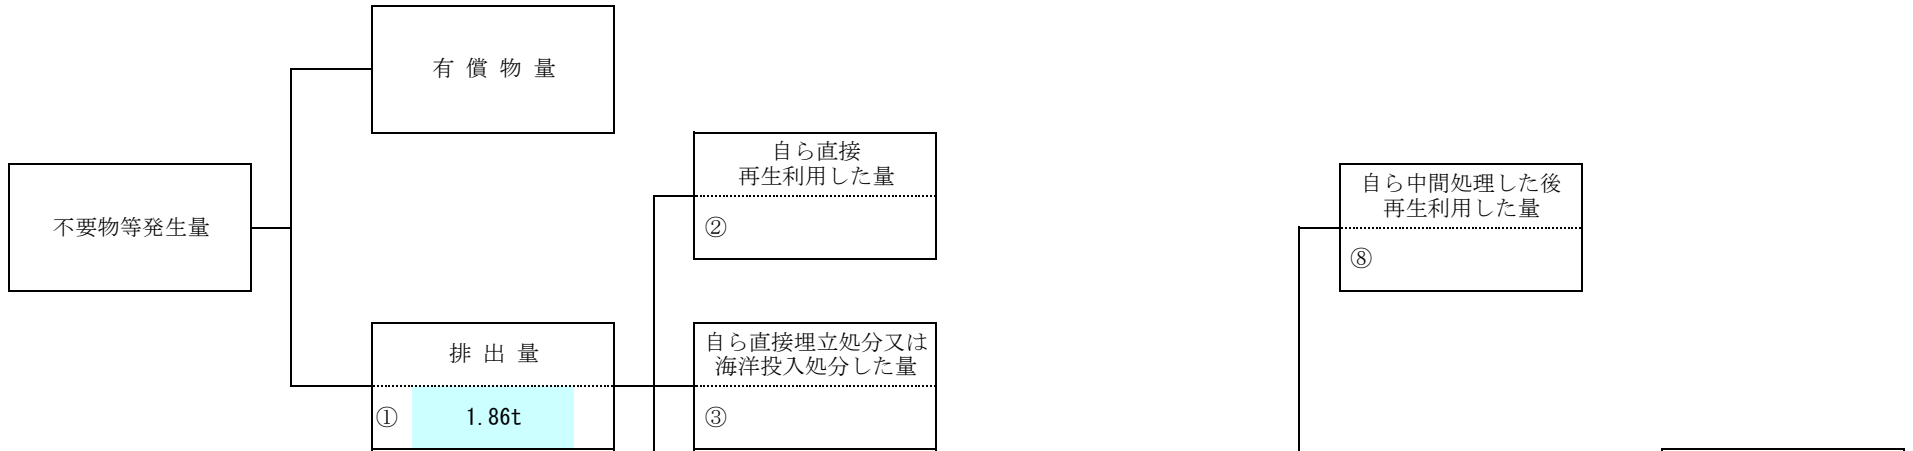 有 償 物 量
自ら直接
再生利用した量
②
自ら中間処理した後
再生利用した量
⑧
不要物等発生量
排 出 量
① 1.86t
自ら直接埋立処分又は
海洋投入処分した量
③